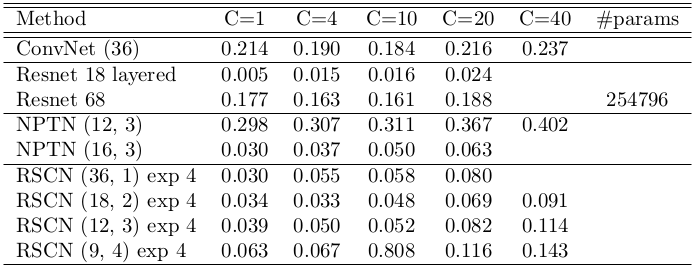 Method C=1 C=4 C=10 C=20 C=40 #params
ConvNet (36) 0.214 0.190 0.184 0.216 0.237
Resnet 18 layered 0.005 0.015 0.016 0.024
Resnet 68 0.177 0.163 0.161 0.188 254796
NPTN (12, 3) 0.298 0.307 0.311 0.367 0.402
NPTN (16, 3) 0.030 0.037 0.050 0.063
RSCN (36, 1) exp 4 0.030 0.055 0.058 0.080
RSCN (18, 2) exp 4 0.034 0.033 0.048 0.069 0.091
RSCN (12, 3) exp 4 0.039 0.050 0.052 0.082 0.114
RSCN (9, 4) exp 4 0.063 0.067 0.808 0.116 0.143